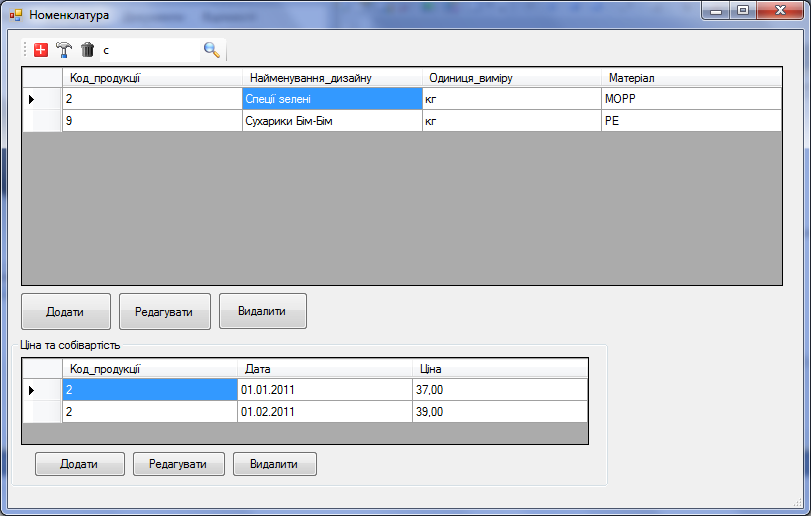 Номенклатура
с
Код_продукції Найменування_дизайну Одиниця_виміру Матеріал
2 Спеції зелені кг МОРР
9 Сухарики Бім-Бім кг РЕ
Додати Редагувати Видалити
Ціна та собівартість
Код_продукції Дата Ціна
2 01.01.2011 37,00
2 01.02.2011 39,00
Додати Редагувати Видалити